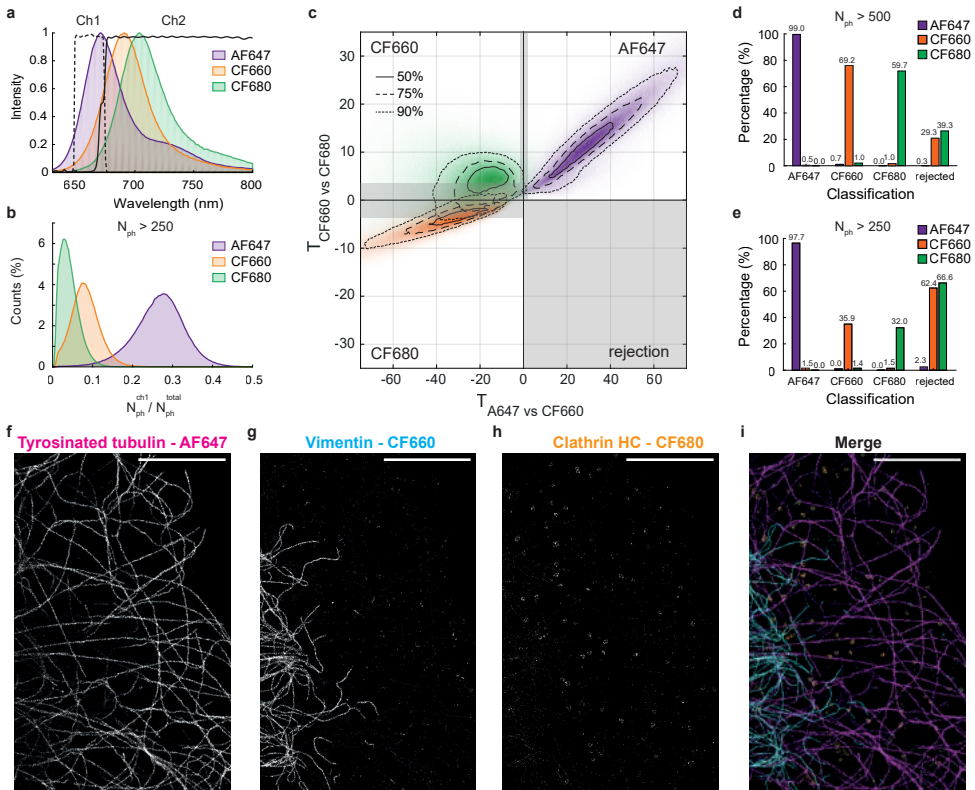 a
Ch1 Ch2
1
0.8
0.6
0.4
0.2
0
Intensity
AF647
CF660
CF680
650 700 750 800
Wavelength (nm)
b
N_ph > 250
6
4
2
0
Counts (%)
AF647
CF660
CF680
0 0.1 0.2 0.3 0.4 0.5
N_ph^ch1 / N_ph^total
c
CF660
AF647
50%
75%
90%
30
20
10
0
-10
-20
-30
T_CF660 vs CF680
CF680
rejection
-60 -40 -20 0 20 40 60
T_A647 vs CF660
d
N_ph > 500
AF647
CF660
CF680
100
80
60
40
20
0
Percentage (%)
99.0 0.5 0.0 0.7 69.2 1.0 0.0 1.0 59.7 0.3 29.3 39.3
AF647 CF660 CF680 rejected
Classification
e
N_ph > 250
AF647
CF660
CF680
100
80
60
40
20
0
Percentage (%)
97.7 1.5 0.0 0.0 35.9 1.4 0.0 1.5 32.0 2.3 62.4 66.6
AF647 CF660 CF680 rejected
Classification
f Tyrosinated tubulin - AF647
g Vimentin - CF660
h Clathrin HC - CF680
i Merge